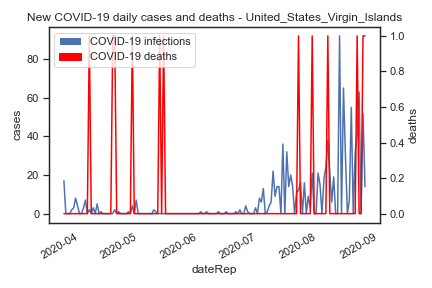 New COVID-19 daily cases and deaths - United_States_Virgin_Islands
COVID-19 infections
COVID-19 deaths
80
60
40
20
0
cases
1.0
0.8
0.6
0.4
0.2
0.0
deaths
2020-04
2020-05
2020-06
2020-07
2020-08
2020-09
dateRep